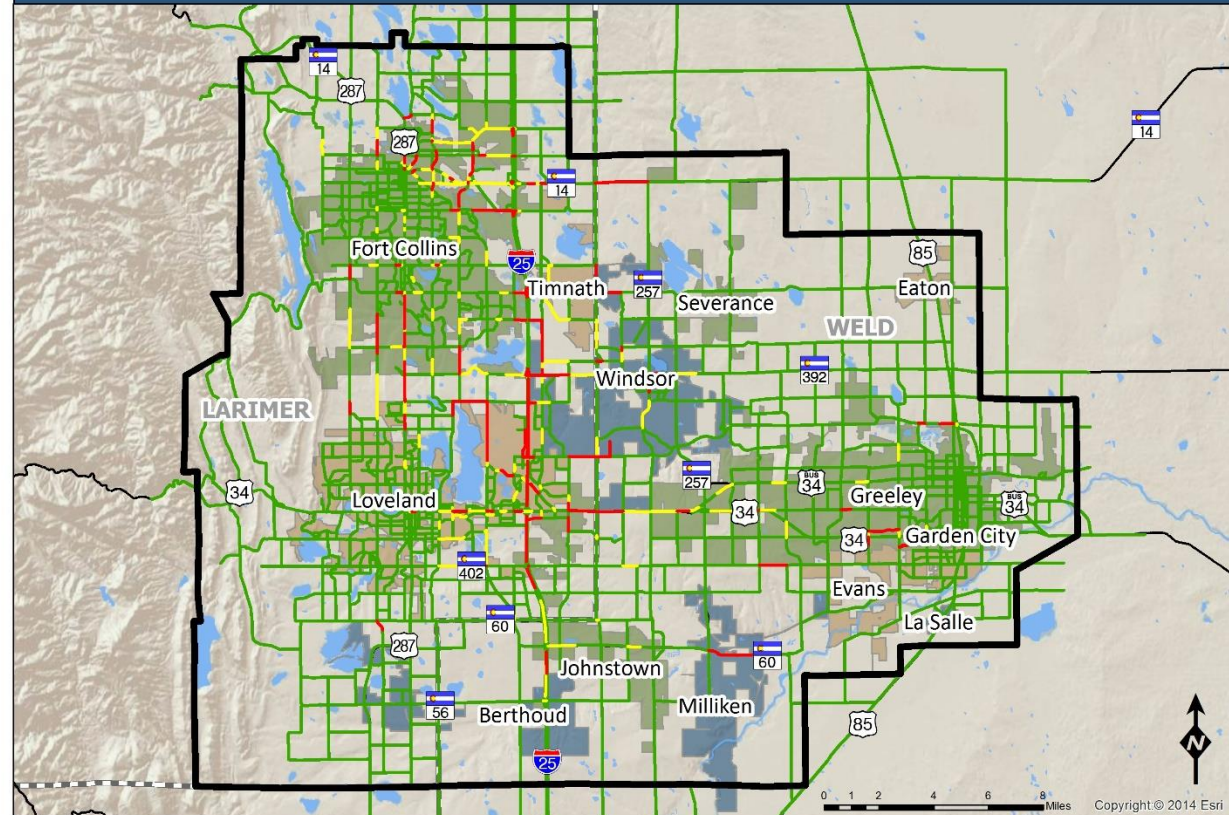 14
287
287
14
14
Fort Collins
25
85
Timnath
257
Severance
Eaton
WELD
392
Windsor
LARIMER
257
BUS
34
34
Loveland
34
Greeley
BUS
34
34
Garden City
402
Evans
60
La Salle
287
60
Johnstown
56
Berthoud
Milliken
85
N
25
0 1 2 4 6 8
Miles
Copyright © 2014 Esri